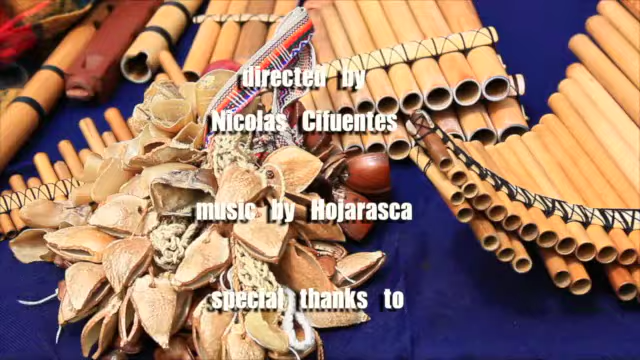 directed by
Nicolas Cifuentes
music by Hojarasca
special thanks to